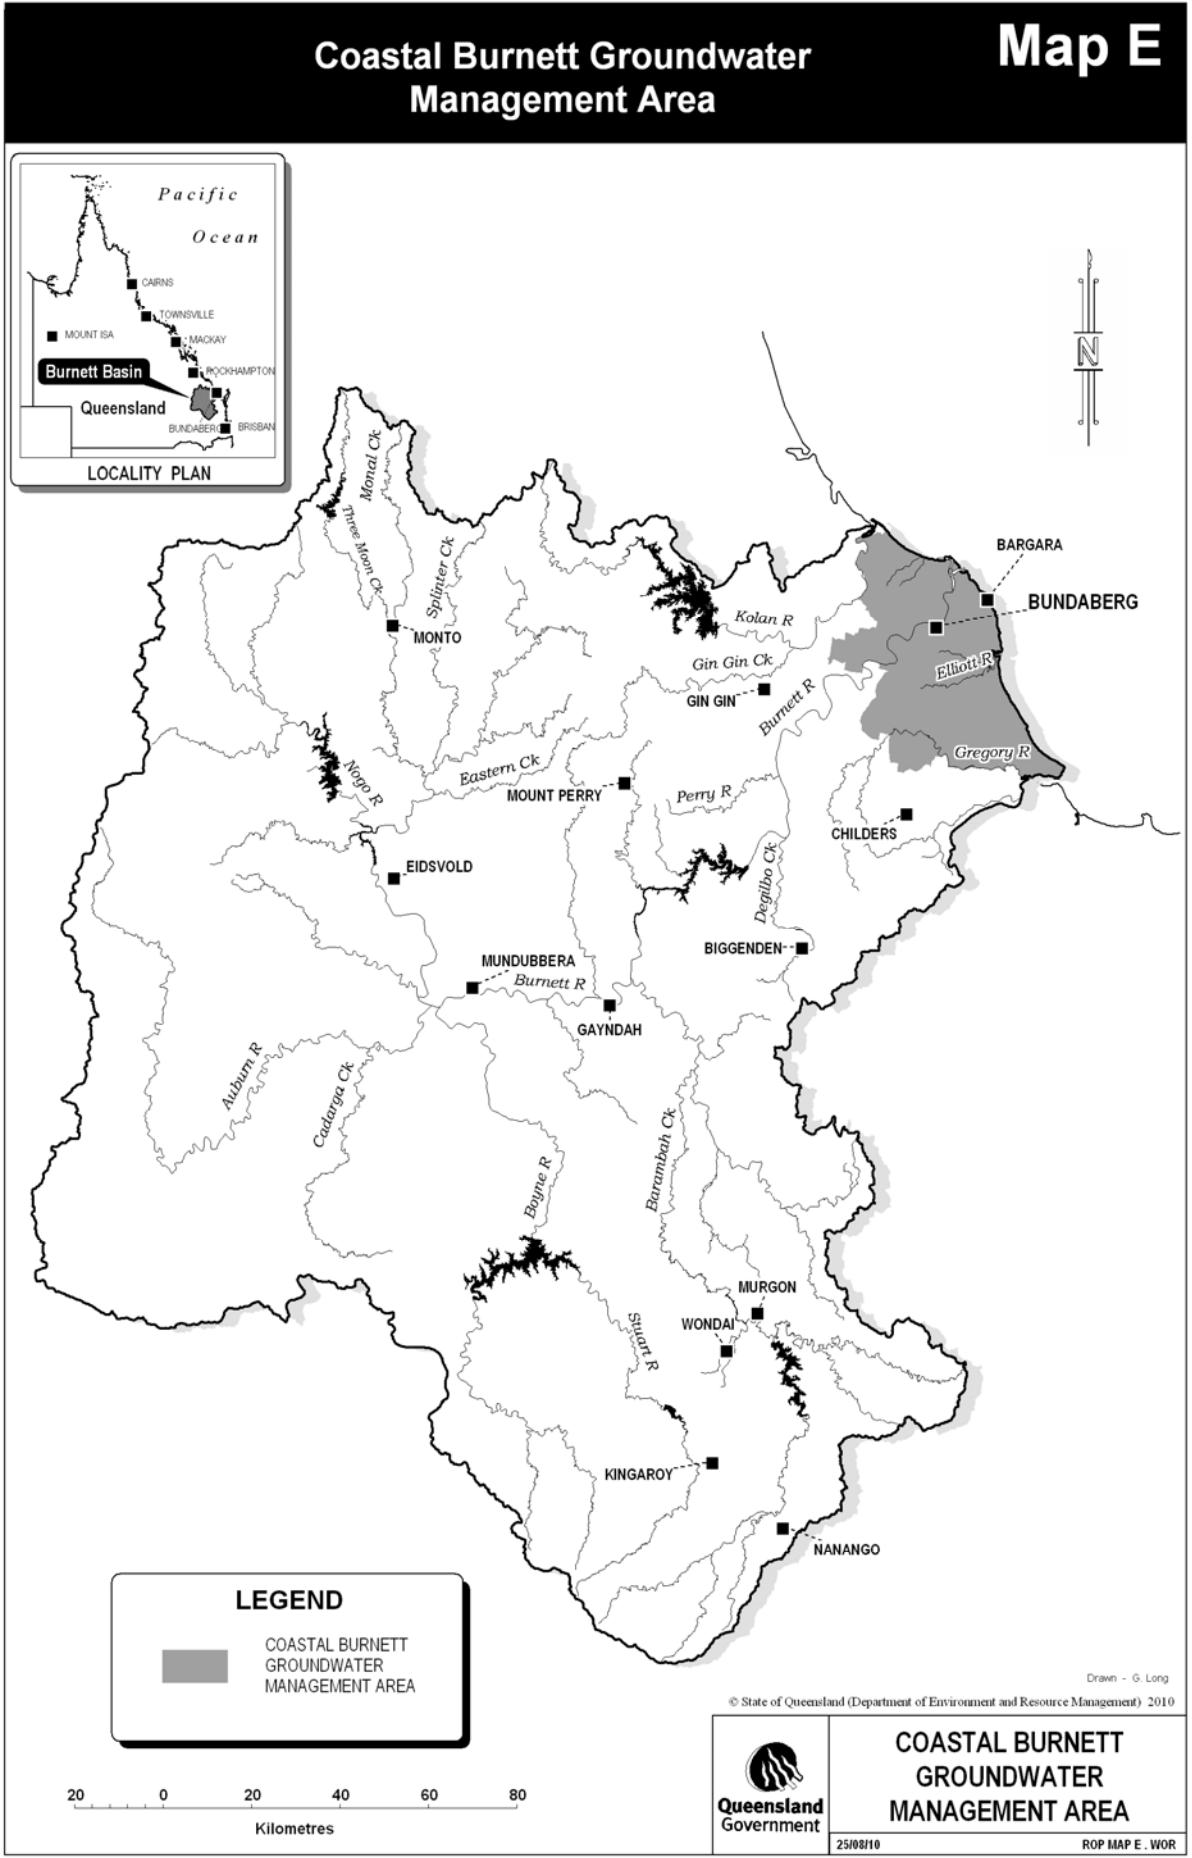 Coastal Burnett Groundwater
Management Area
Map E
Pacific
Ocean
CAIRNS
TOWNSVILLE
MOUNT ISA
MACKAY
Burnett Basin
ROCKHAMPTON
Queensland
BUNDABERG
BRISBAN
LOCALITY PLAN
N
Monal Ck
Three Moon Ck
Splinter Ck
BARGARA
BUNDABERG
Kolan R
MONTO
Gin Gin Ck
Elliott R
GIN GIN
Burnett R
Gregory R
Eastern Ck
Nogo R
MOUNT PERRY
Perry R
CHILDERS
EIDSVOLD
Degilbo Ck
BIGGENDEN
MUNDUBBERA
Burnett R
GAYNDAH
Auburn R
Cadarga Ck
Barambah Ck
Boyne R
MURGON
WONDAI
Stuart R
KINGAROY
NANANGO
LEGEND
COASTAL BURNETT
GROUNDWATER
MANAGEMENT AREA
Drawn - G. Long
© State of Queensland (Department of Environment and Resource Management) 2010
20 0 20 40 60 80
Kilometres
Queensland
Government
COASTAL BURNETT
GROUNDWATER
MANAGEMENT AREA
25/08/10
ROP MAP E . WOR